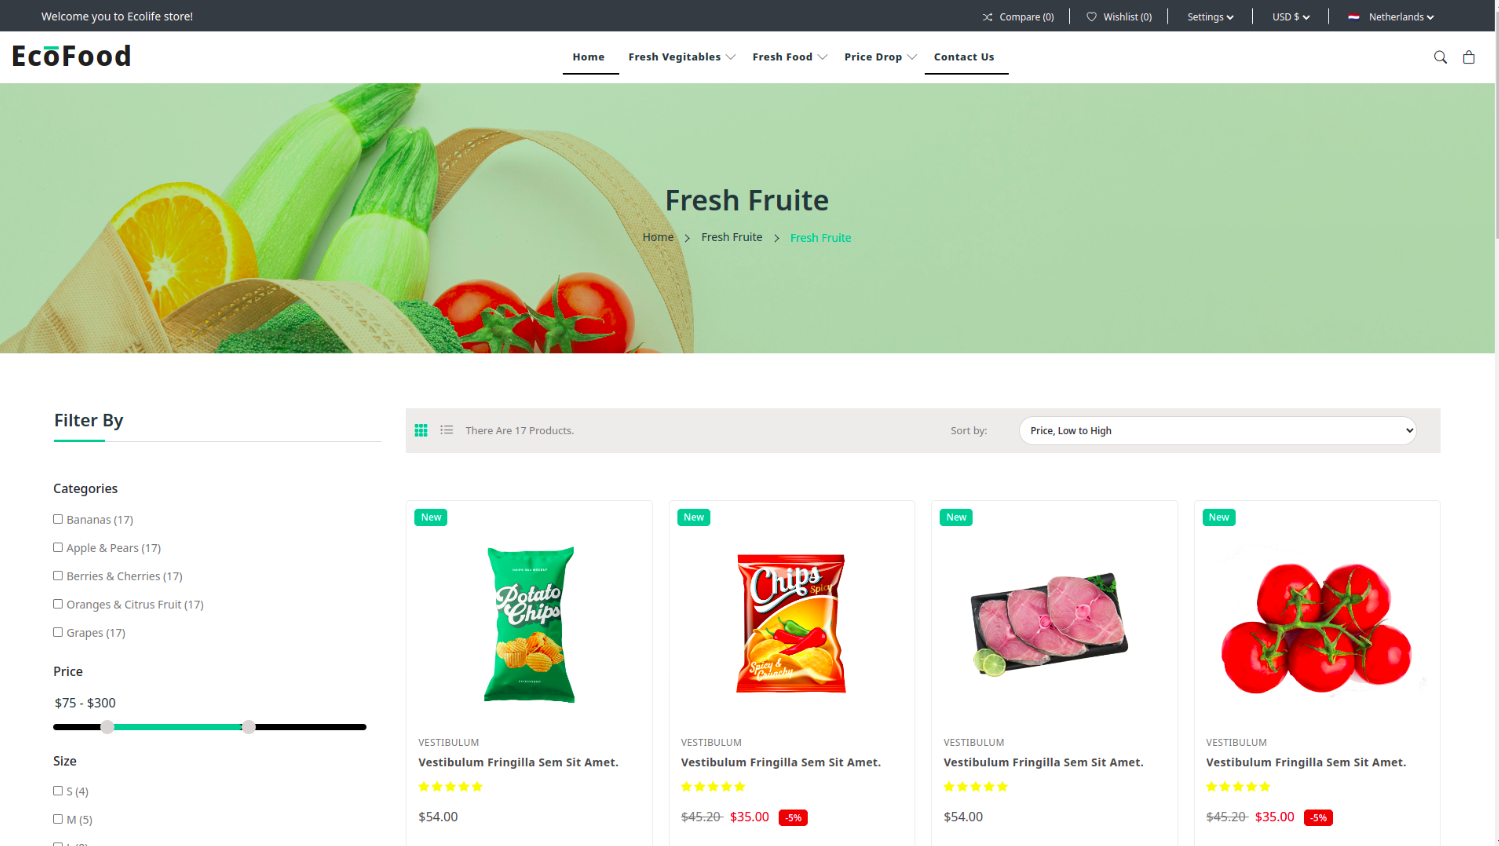 Welcome you to Ecolife store!
Compare (0)
Wishlist (0)
Settings
USD $
Netherlands
EcoFood
Home
Fresh Vegitables
Fresh Food
Price Drop
Contact Us
Fresh Fruite
Home > Fresh Fruite > Fresh Fruite
Filter By
There Are 17 Products.
Sort by:
Price, Low to High
Categories
Bananas (17)
Apple & Pears (17)
Berries & Cherries (17)
Oranges & Citrus Fruit (17)
Grapes (17)
Price
$75 - $300
Size
S (4)
M (5)
New
Potato
Chips
VESTIBULUM
Vestibulum Fringilla Sem Sit Amet.
$54.00
New
Chips
Spicy
Spicy &
Crunchy
VESTIBULUM
Vestibulum Fringilla Sem Sit Amet.
$45.20 $35.00 -5%
New
VESTIBULUM
Vestibulum Fringilla Sem Sit Amet.
$54.00
New
VESTIBULUM
Vestibulum Fringilla Sem Sit Amet.
$45.20 $35.00 -5%